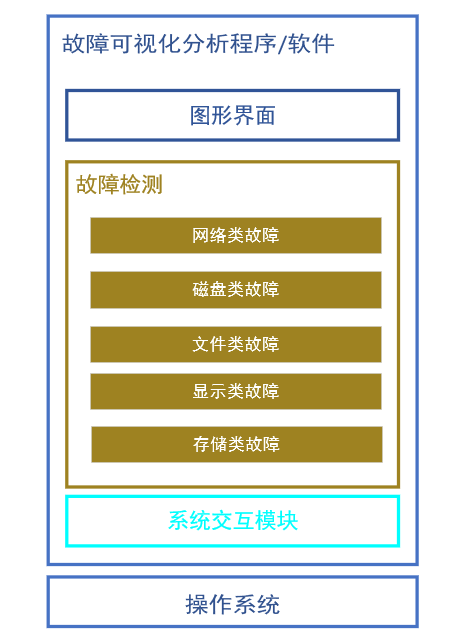 故障可视化分析程序/软件
图形界面
故障检测
网络类故障
磁盘类故障
文件类故障
显示类故障
存储类故障
系统交互模块
操作系统